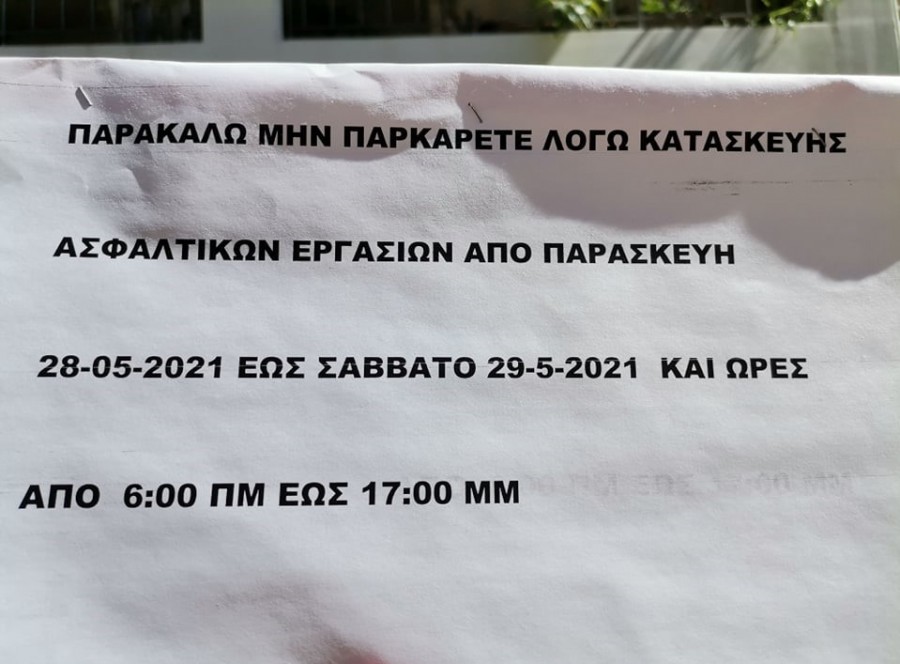 ΠΑΡΑΚΑΛΩ ΜΗΝ ΠΑΡΚΑΡΕΤΕ ΛΟΓΩ ΚΑΤΑΣΚΕΥΗΣ
ΑΣΦΑΛΤΙΚΩΝ ΕΡΓΑΣΙΩΝ ΑΠΟ ΠΑΡΑΣΚΕΥΗ
28-05-2021 ΕΩΣ ΣΑΒΒΑΤΟ 29-5-2021 ΚΑΙ ΩΡΕΣ
ΑΠΟ 6:00 ΠΜ ΕΩΣ 17:00 ΜΜ